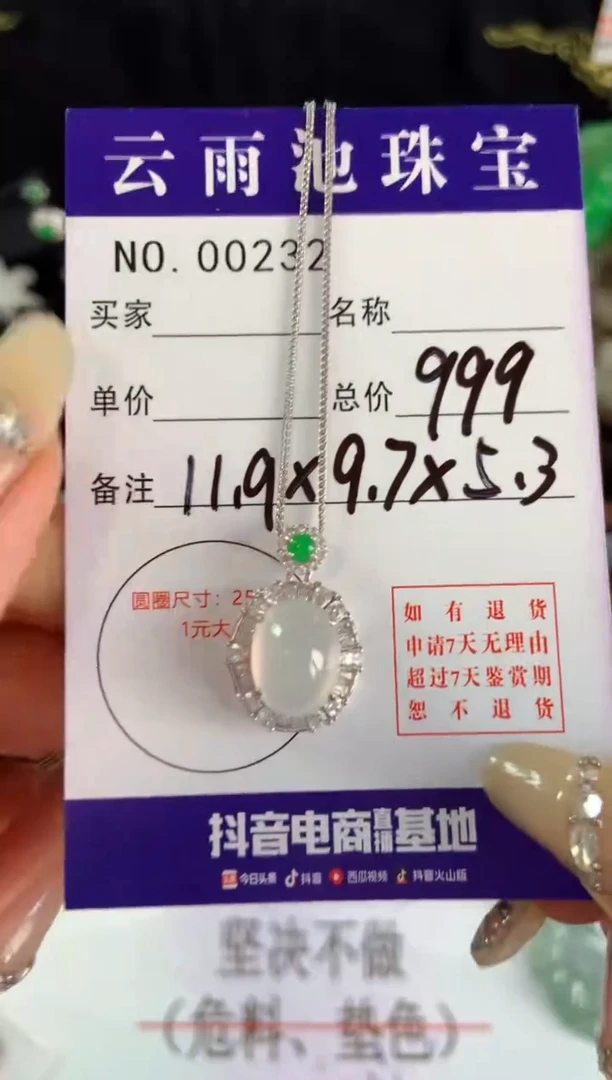 云雨池珠宝
NO. 00232
买家 名称
单价 总价 999
备注 11.9×9.7×5.3
圆圈尺寸：25
1元大
如有退货
申请7天无理由
超过7天鉴赏期
恕不退货
抖音电商直播基地
今日头条 抖音 西瓜视频 抖音火山版
坚决不做
（危料、垫色）